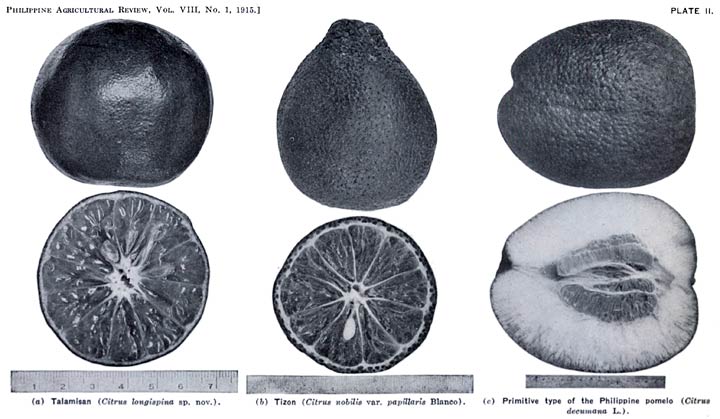 PHILIPPINE AGRICULTURAL REVIEW, VOL. VIII, NO. 1, 1915.]
PLATE II.
1 2 3 4 5 6 7
(a) Talamisan (Citrus longispina sp. nov.).
(b) Tizon (Citrus nobilis var. papillaris Blanco).
(c) Primitive type of the Philippine pomelo (Citrus
decumana L.).